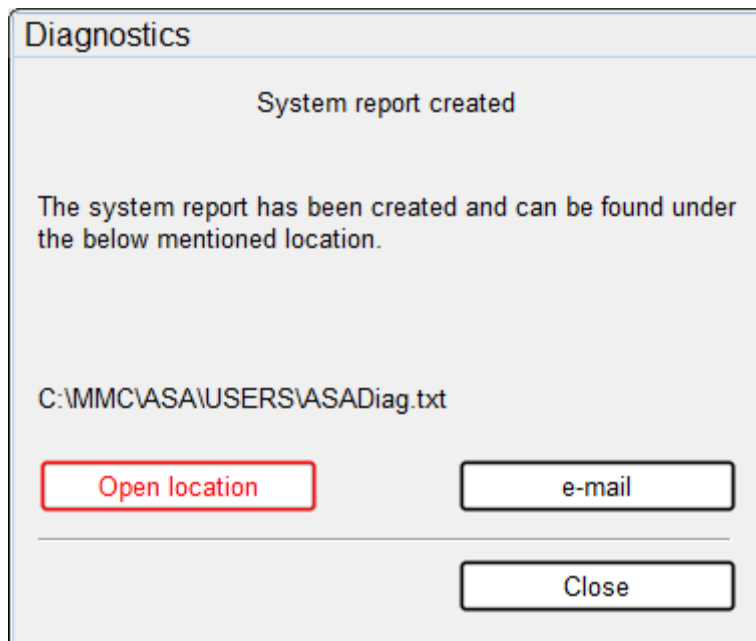 Diagnostics
System report created
The system report has been created and can be found under
the below mentioned location.
C:\MMC\ASA\USERS\ASADiag.txt
Open location
e-mail
Close